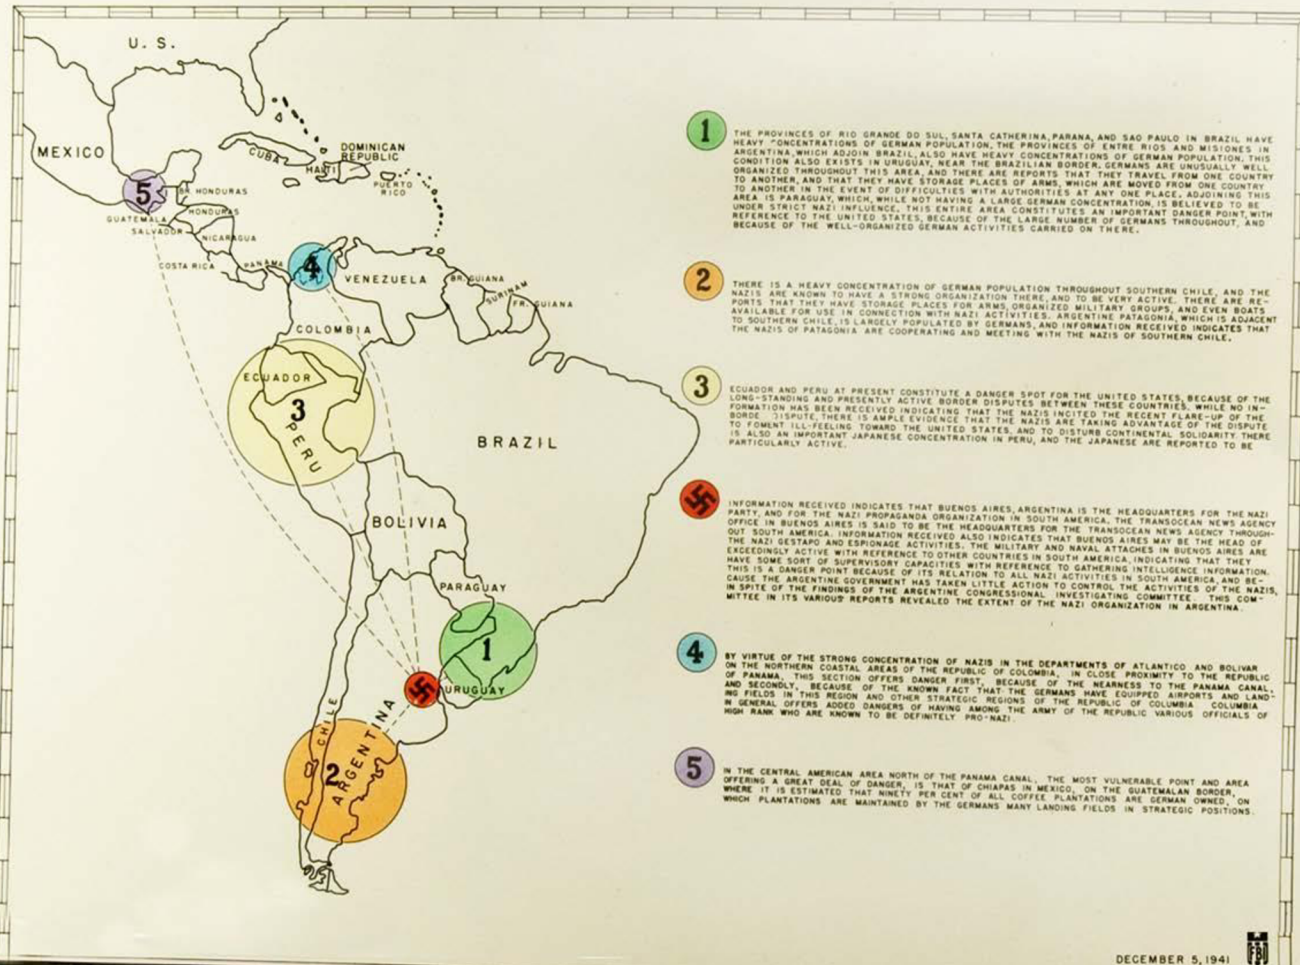 U. S.
MEXICO
CUBA
HAITI
DOMINICAN
REPUBLIC
PUERTO
RICO
5
BR. HONDURAS
GUATEMALA
HONDURAS
SALVADOR
NICARAGUA
COSTA RICA
PANAMA
4
VENEZUELA
BR. GUIANA
SURINAM
FR. GUIANA
COLOMBIA
ECUADOR
3
PERU
BRAZIL
BOLIVIA
PARAGUAY
1
URUGUAY
CHILE
ARGENTINA
2
1
THE PROVINCES OF RIO GRANDE DO SUL, SANTA CATHERINA, PARANA, AND SAO PAULO IN BRAZIL HAVE
HEAVY CONCENTRATIONS OF GERMAN POPULATION. THE PROVINCES OF ENTRE RIOS AND MISIONES IN
ARGENTINA, WHICH ADJOIN BRAZIL, ALSO HAVE HEAVY CONCENTRATIONS OF GERMAN POPULATION. THIS
CONDITION ALSO EXISTS IN URUGUAY, NEAR THE BRAZILIAN BORDER. GERMANS ARE UNUSUALLY WELL
ORGANIZED THROUGHOUT THIS AREA, AND THERE ARE REPORTS THAT THEY TRAVEL FROM ONE COUNTRY
TO ANOTHER, AND THAT THEY HAVE STORAGE PLACES OF ARMS, WHICH ARE MOVED FROM ONE COUNTRY
TO ANOTHER IN THE EVENT OF DIFFICULTIES WITH AUTHORITIES AT ANY ONE PLACE. ADJOINING THIS
AREA IS PARAGUAY, WHICH, WHILE NOT HAVING A LARGE GERMAN CONCENTRATION, IS BELIEVED TO BE
UNDER STRICT NAZI INFLUENCE. THIS ENTIRE AREA CONSTITUTES AN IMPORTANT DANGER POINT, WITH
REFERENCE TO THE UNITED STATES, BECAUSE OF THE LARGE NUMBER OF GERMANS THROUGHOUT, AND
BECAUSE OF THE WELL-ORGANIZED GERMAN ACTIVITIES CARRIED ON THERE.
2
THERE IS A HEAVY CONCENTRATION OF GERMAN POPULATION THROUGHOUT SOUTHERN CHILE, AND THE
NAZIS ARE KNOWN TO HAVE A STRONG ORGANIZATION THERE, AND TO BE VERY ACTIVE. THERE ARE RE-
PORTS THAT THEY HAVE STORAGE PLACES FOR ARMS, ORGANIZED MILITARY GROUPS, AND EVEN BOATS
AVAILABLE FOR USE IN CONNECTION WITH NAZI ACTIVITIES. ARGENTINE PATAGONIA, WHICH IS ADJACENT
TO SOUTHERN CHILE, IS LARGELY POPULATED BY GERMANS, AND INFORMATION RECEIVED INDICATES THAT
THE NAZIS OF PATAGONIA ARE COOPERATING AND MEETING WITH THE NAZIS OF SOUTHERN CHILE.
3
ECUADOR AND PERU AT PRESENT CONSTITUTE A DANGER SPOT FOR THE UNITED STATES, BECAUSE OF THE
LONG-STANDING AND PRESENTLY ACTIVE BORDER DISPUTES BETWEEN THESE COUNTRIES. WHILE NO IN-
FORMATION HAS BEEN RECEIVED INDICATING THAT THE NAZIS INCITED THE RECENT FLARE-UP OF THE
BORDE DISPUTE, THERE IS AMPLE EVIDENCE THAT THE NAZIS ARE TAKING ADVANTAGE OF THE DISPUTE
TO FOMENT ILL-FEELING TOWARD THE UNITED STATES, AND TO DISTURB CONTINENTAL SOLIDARITY. THERE
IS ALSO AN IMPORTANT JAPANESE CONCENTRATION IN PERU, AND THE JAPANESE ARE REPORTED TO BE
PARTICULARLY ACTIVE.
INFORMATION RECEIVED INDICATES THAT BUENOS AIRES, ARGENTINA IS THE HEADQUARTERS FOR THE NAZI
PARTY, AND FOR THE NAZI PROPAGANDA ORGANIZATION IN SOUTH AMERICA. THE TRANSOCEAN NEWS AGENCY
OFFICE IN BUENOS AIRES IS SAID TO BE THE HEADQUARTERS FOR THE TRANSOCEAN NEWS AGENCY THROUGH-
OUT SOUTH AMERICA. INFORMATION RECEIVED ALSO INDICATES THAT BUENOS AIRES MAY BE THE HEAD OF
THE NAZI GESTAPO AND ESPIONAGE ACTIVITIES. THE MILITARY AND NAVAL ATTACHES IN BUENOS AIRES ARE
EXCEEDINGLY ACTIVE WITH REFERENCE TO OTHER COUNTRIES IN SOUTH AMERICA, INDICATING THAT THEY
HAVE SOME SORT OF SUPERVISORY CAPACITIES WITH REFERENCE TO GATHERING INTELLIGENCE INFORMATION.
THIS IS A DANGER POINT BECAUSE OF ITS RELATION TO ALL NAZI ACTIVITIES IN SOUTH AMERICA, AND BE-
CAUSE THE ARGENTINE GOVERNMENT HAS TAKEN LITTLE ACTION TO CONTROL THE ACTIVITIES OF THE NAZIS,
IN SPITE OF THE FINDINGS OF THE ARGENTINE CONGRESSIONAL INVESTIGATING COMMITTEE. THIS COM-
MITTEE IN ITS VARIOUS REPORTS REVEALED THE EXTENT OF THE NAZI ORGANIZATION IN ARGENTINA.
4
BY VIRTUE OF THE STRONG CONCENTRATION OF NAZIS IN THE DEPARTMENTS OF ATLANTICO AND BOLIVAR
ON THE NORTHERN COASTAL AREAS OF THE REPUBLIC OF COLOMBIA, IN CLOSE PROXIMITY TO THE REPUBLIC
OF PANAMA, THIS SECTION OFFERS DANGER FIRST, BECAUSE OF THE NEARNESS TO THE PANAMA CANAL,
AND SECONDLY, BECAUSE OF THE KNOWN FACT THAT THE GERMANS HAVE EQUIPPED AIRPORTS AND LAND-
ING FIELDS IN THIS REGION AND OTHER STRATEGIC REGIONS OF THE REPUBLIC OF COLUMBIA COLUMBIA
IN GENERAL OFFERS ADDED DANGERS OF HAVING AMONG THE ARMY OF THE REPUBLIC VARIOUS OFFICIALS OF
HIGH RANK WHO ARE KNOWN TO BE DEFINITELY PRO-NAZI.
5
IN THE CENTRAL AMERICAN AREA NORTH OF THE PANAMA CANAL, THE MOST VULNERABLE POINT AND AREA
OFFERING A GREAT DEAL OF DANGER, IS THAT OF CHIAPAS IN MEXICO, ON THE GUATEMALAN BORDER,
WHERE IT IS ESTIMATED THAT NINETY PER CENT OF ALL COFFEE PLANTATIONS ARE GERMAN OWNED, ON
WHICH PLANTATIONS ARE MAINTAINED BY THE GERMANS MANY LANDING FIELDS IN STRATEGIC POSITIONS.
DECEMBER 5, 1941
FBI